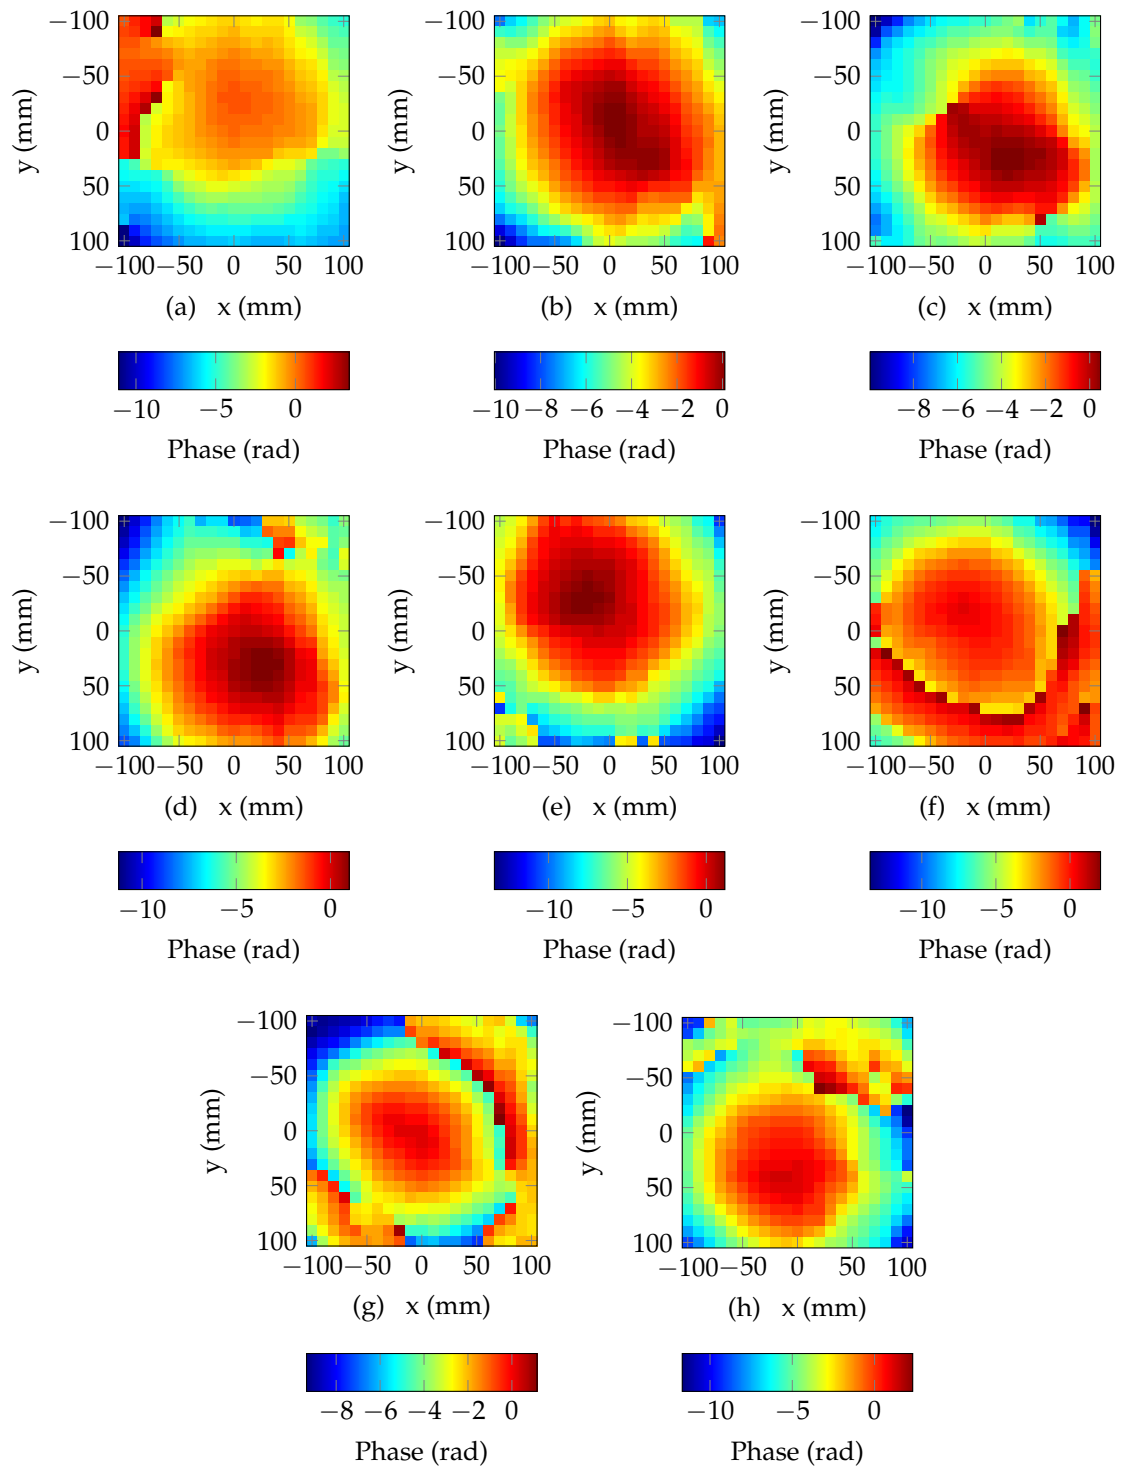 −100 −50 0 50 100 y (mm) −100 −50 0 50 100 y (mm) −100 −50 0 50 100 y (mm)
−100 −50 0 50 100 −100 −50 0 50 100 −100 −50 0 50 100
(a) x (mm) (b) x (mm) (c) x (mm)
−10 −5 0 −10 −8 −6 −4 −2 0 −8 −6 −4 −2 0
Phase (rad) Phase (rad) Phase (rad)
−100 −50 0 50 100 y (mm) −100 −50 0 50 100 y (mm) −100 −50 0 50 100 y (mm)
−100 −50 0 50 100 −100 −50 0 50 100 −100 −50 0 50 100
(d) x (mm) (e) x (mm) (f) x (mm)
−10 −5 0 −10 −5 0 −10 −5 0
Phase (rad) Phase (rad) Phase (rad)
−100 −50 0 50 100 y (mm) −100 −50 0 50 100 y (mm)
−100 −50 0 50 100 −100 −50 0 50 100
(g) x (mm) (h) x (mm)
−8 −6 −4 −2 0 −10 −5 0
Phase (rad) Phase (rad)